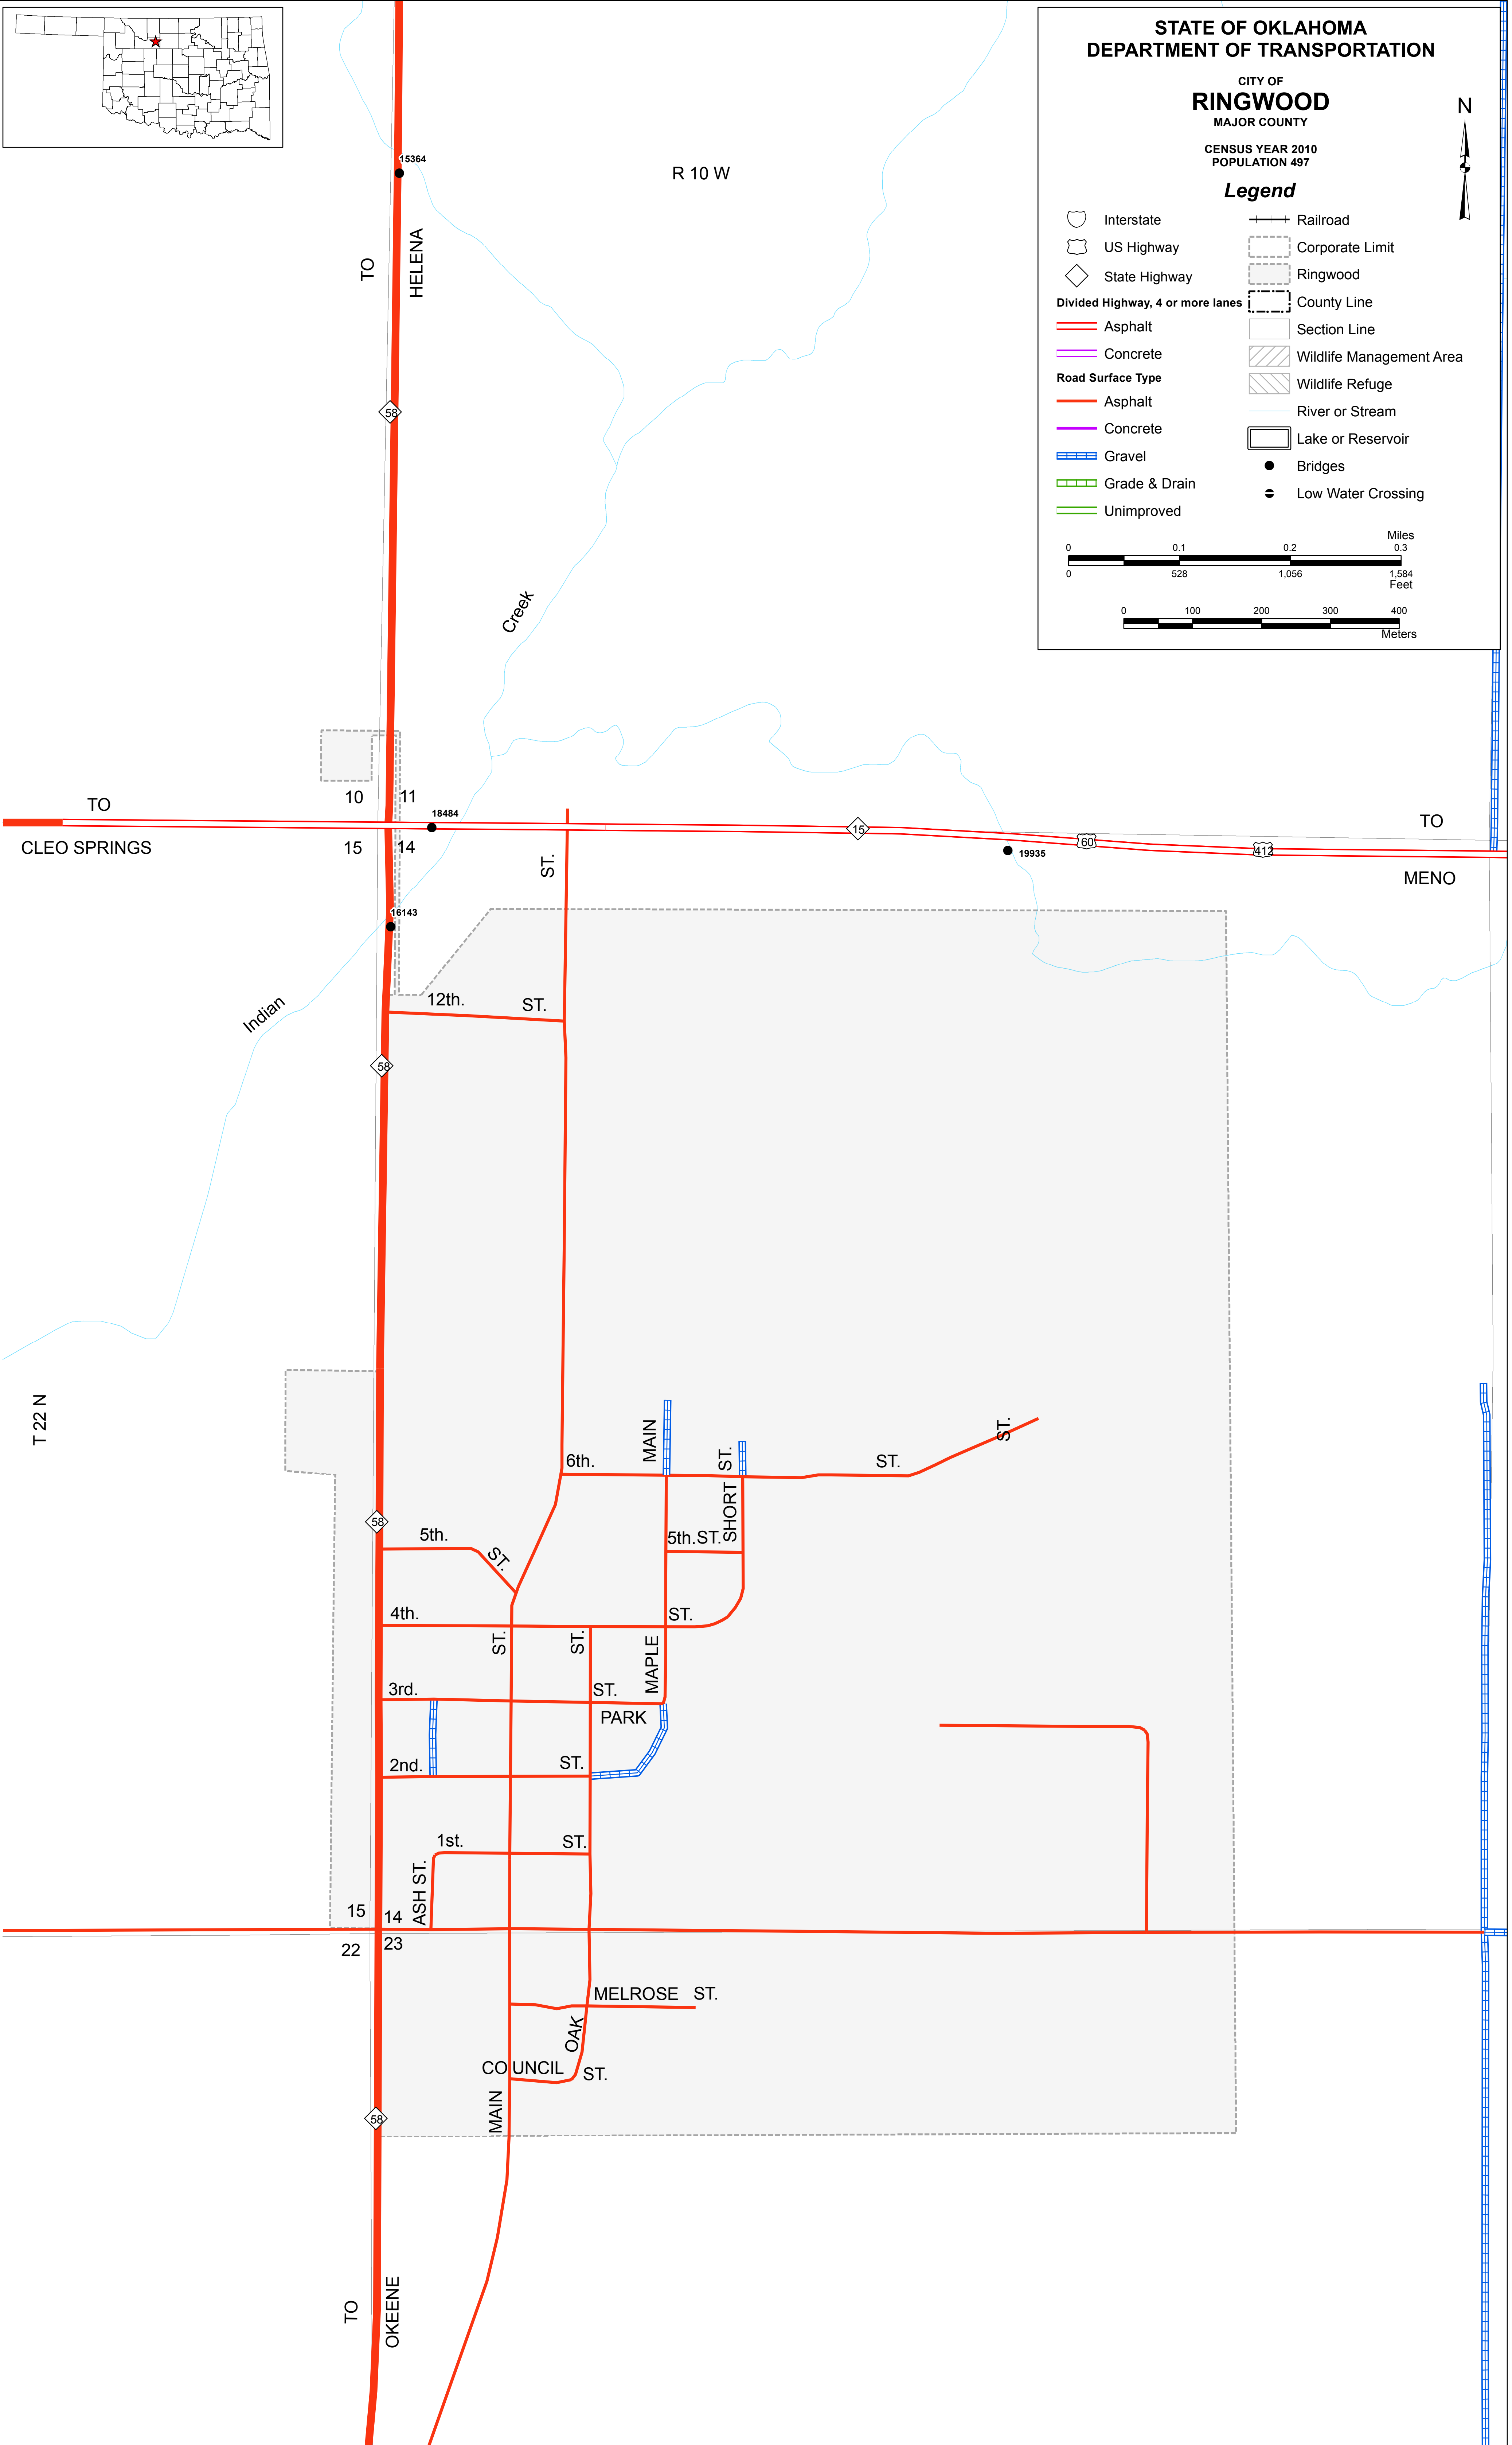 STATE OF OKLAHOMA
DEPARTMENT OF TRANSPORTATION
CITY OF
RINGWOOD
MAJOR COUNTY
CENSUS YEAR 2010
POPULATION 497
N
Legend
Interstate
US Highway
State Highway
Divided Highway, 4 or more lanes
Asphalt
Concrete
Road Surface Type
Asphalt
Concrete
Gravel
Grade & Drain
Unimproved
Railroad
Corporate Limit
Ringwood
County Line
Section Line
Wildlife Management Area
Wildlife Refuge
River or Stream
Lake or Reservoir
Bridges
Low Water Crossing
Miles
0 0.1 0.2 0.3
0 528 1,056 1,584
Feet
0 100 200 300 400
Meters
15364
R 10 W
TO
HELENA
58
Creek
10 11
TO
18484
15
TO
CLEO SPRINGS
15 14
60
412
19935
MENO
ST.
16143
12th. ST.
Indian
58
T 22 N
MAIN
ST.
6th.
ST.
ST.
SHORT
58
5th.
ST.
5th. ST.
4th.
ST.
ST.
ST.
MAPLE
3rd.
ST.
PARK
2nd.
ST.
1st.
ST.
ASH ST.
15 14
22 23
MELROSE ST.
OAK
COUNCIL ST.
MAIN
58
TO
OKEENE